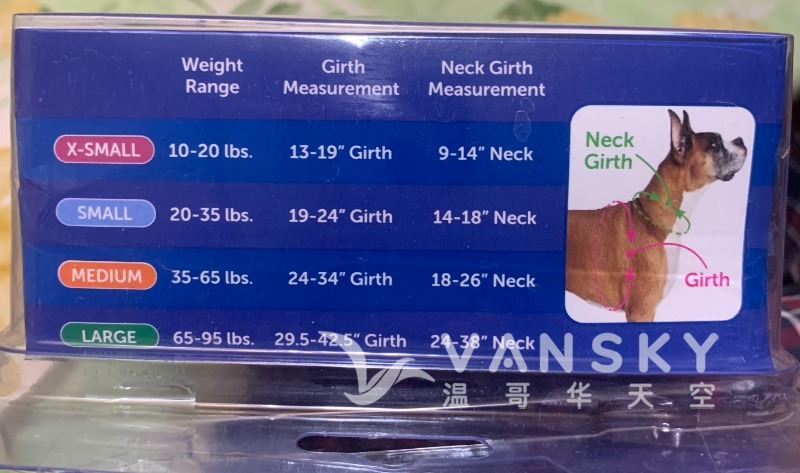 Weight Range
Girth Measurement
Neck Girth Measurement
X-SMALL 10-20 lbs. 13-19" Girth 9-14" Neck
SMALL 20-35 lbs. 19-24" Girth 14-18" Neck
MEDIUM 35-65 lbs. 24-34" Girth 18-26" Neck
LARGE 65-95 lbs. 29.5-42.5" Girth 24-38" Neck
Neck
Girth
Girth
VANSKY
温哥华天空